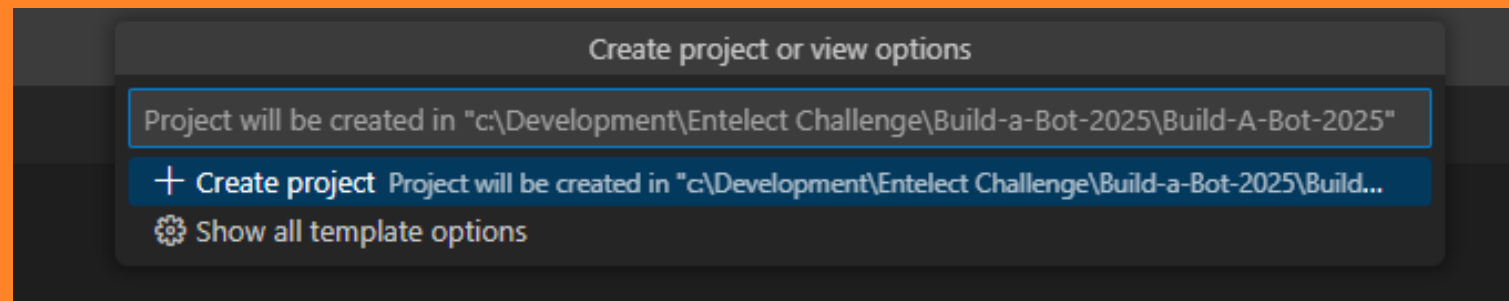 Create project or view options
Project will be created in "c:\Development\Entelect Challenge\Build-a-Bot-2025\Build-A-Bot-2025"
Create project Project will be created in "c:\Development\Entelect Challenge\Build-a-Bot-2025\Build...
Show all template options